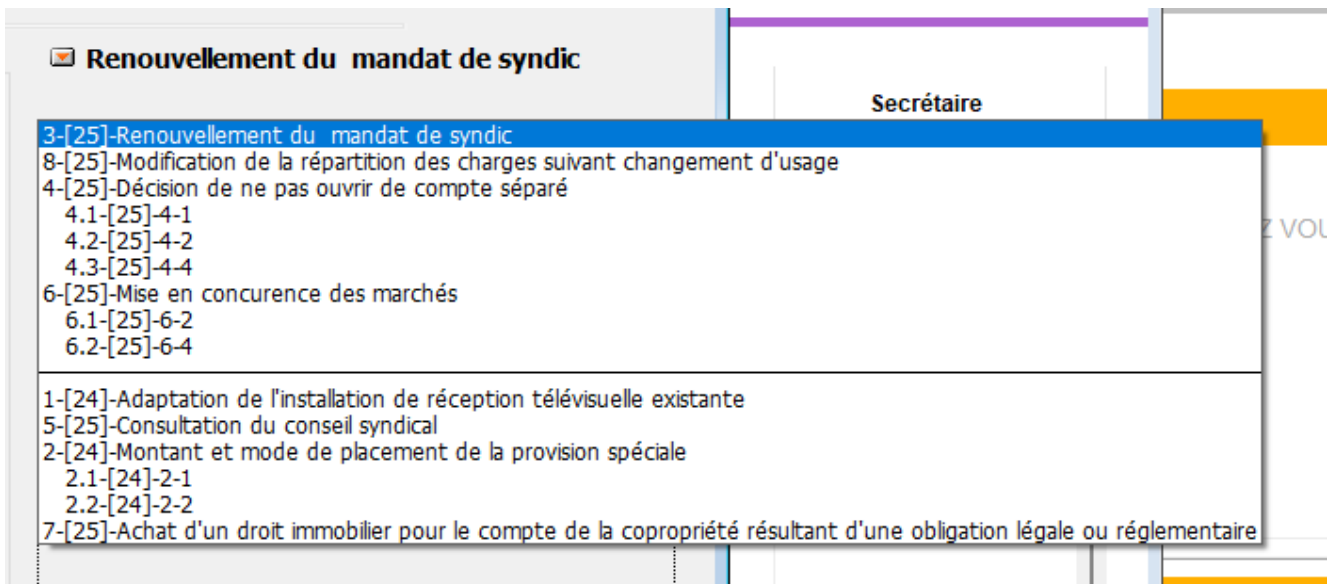 Renouvellement du mandat de syndic
Secrétaire
3-[25]-Renouvellement du mandat de syndic
8-[25]-Modification de la répartition des charges suivant changement d'usage
4-[25]-Décision de ne pas ouvrir de compte séparé
4.1-[25]-4-1
4.2-[25]-4-2
4.3-[25]-4-4
6-[25]-Mise en concurence des marchés
6.1-[25]-6-2
6.2-[25]-6-4
1-[24]-Adaptation de l'installation de réception télévisuelle existante
5-[25]-Consultation du conseil syndical
2-[24]-Montant et mode de placement de la provision spéciale
2.1-[24]-2-1
2.2-[24]-2-2
7-[25]-Achat d'un droit immobilier pour le compte de la copropriété résultant d'une obligation légale ou réglementaire